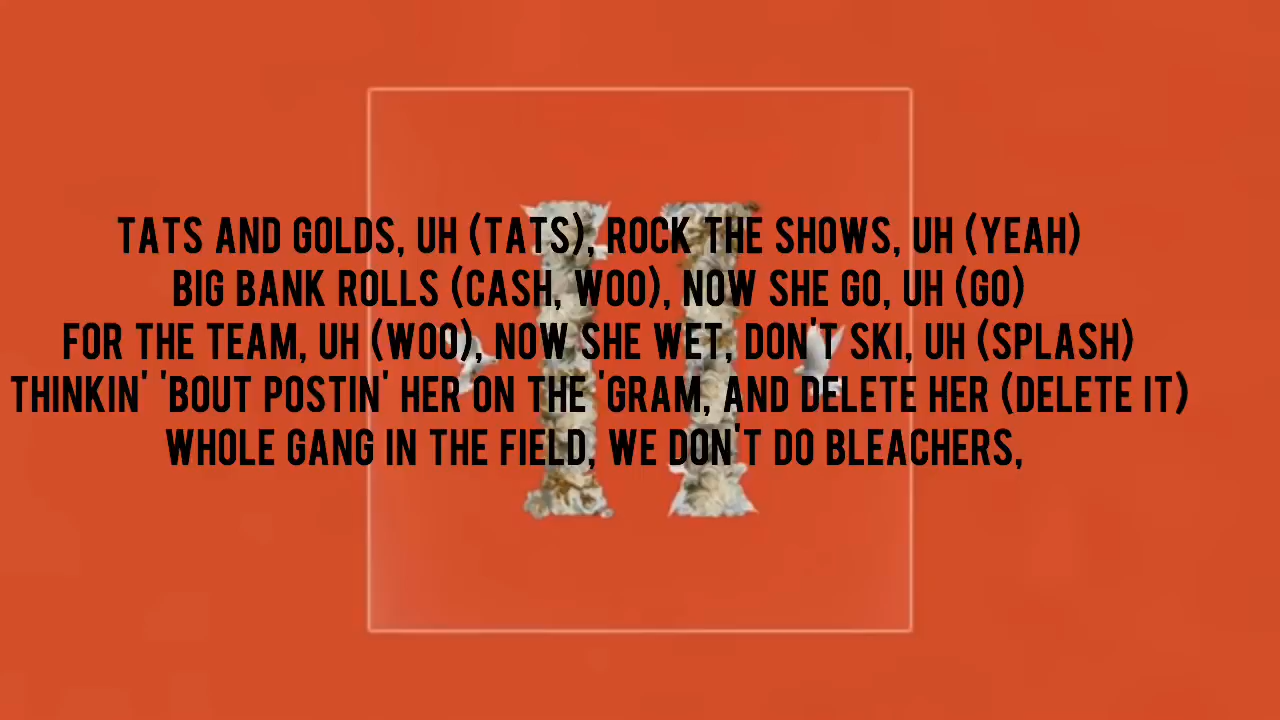 TATS AND GOLDS, UH (TATS), ROCK THE SHOWS, UH (YEAH)
BIG BANK ROLLS (CASH, WOO), NOW SHE GO, UH (GO)
FOR THE TEAM, UH (WOO), NOW SHE WET, DON'T SKI, UH (SPLASH)
THINKIN' 'BOUT POSTIN' HER ON THE 'GRAM, AND DELETE HER (DELETE IT)
WHOLE GANG IN THE FIELD, WE DON'T DO BLEACHERS,
II